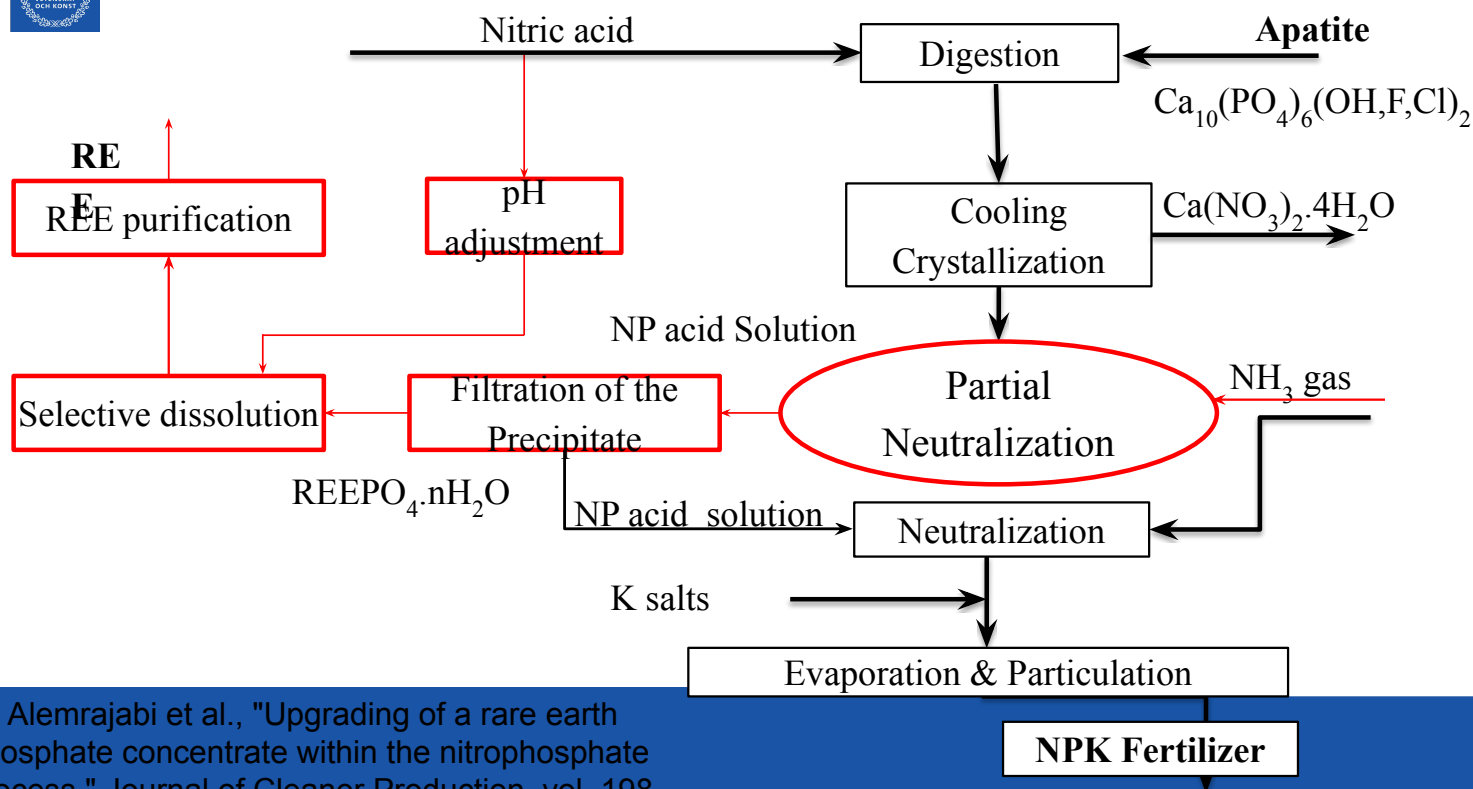 OCH KONST
Nitric acid
Digestion
Apatite
Ca10(PO4)6(OH,F,Cl)2
RE
E
REE purification
pH
adjustment
Cooling
Crystallization
Ca(NO3)2.4H2O
NP acid Solution
Selective dissolution
Filtration of the
Precipitate
Partial
Neutralization
NH3 gas
REEPO4.nH2O
NP acid solution
Neutralization
K salts
Evaporation & Particulation
Alemrajabi et al., "Upgrading of a rare earth
osphate concentrate within the nitrophosphate
NPK Fertilizer